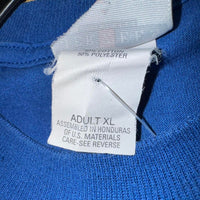 50% POLYESTER
ADULT XL
ASSEMBLED IN HONDURAS
OF U.S. MATERIALS
CARE-SEE REVERSE